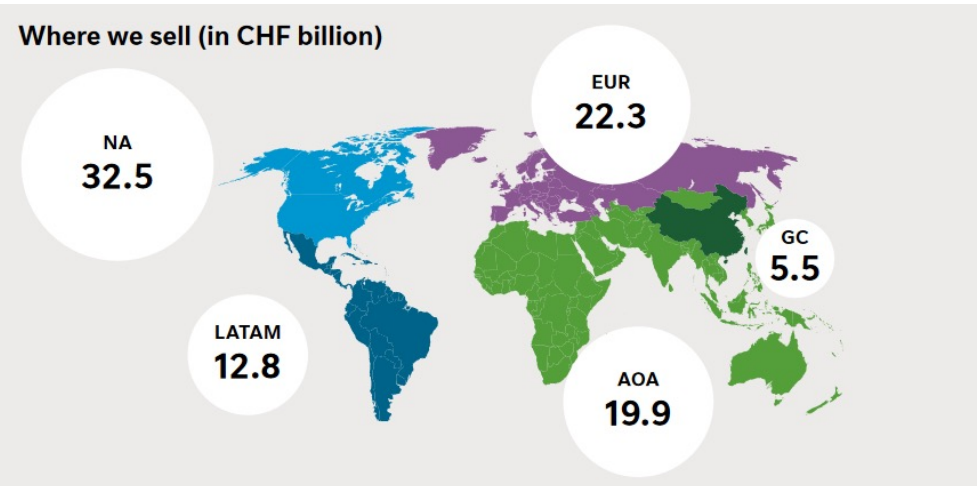 Where we sell (in CHF billion)
EUR
22.3
NA
32.5
GC
5.5
LATAM
12.8
AOA
19.9